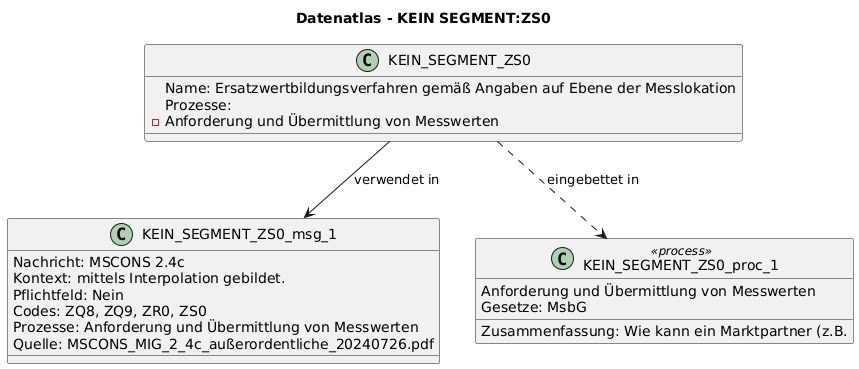 Datenatlas - KEIN SEGMENT:ZS0
C KEIN_SEGMENT_ZS0
Name: Ersatzwertbildungsverfahren gemäß Angaben auf Ebene der Messlokation
Prozesse:
Anforderung und Übermittlung von Messwerten
verwendet in
eingebettet in
C KEIN_SEGMENT_ZS0_msg_1
Nachricht: MSCONS 2.4c
Kontext: mittels Interpolation gebildet.
Pflichtfeld: Nein
Codes: ZQ8, ZQ9, ZR0, ZS0
Prozesse: Anforderung und Übermittlung von Messwerten
Quelle: MSCONS_MIG_2_4c_außerordentliche_20240726.pdf
«process»
C KEIN_SEGMENT_ZS0_proc_1
Anforderung und Übermittlung von Messwerten
Gesetze: MsbG
Zusammenfassung: Wie kann ein Marktpartner (z.B.